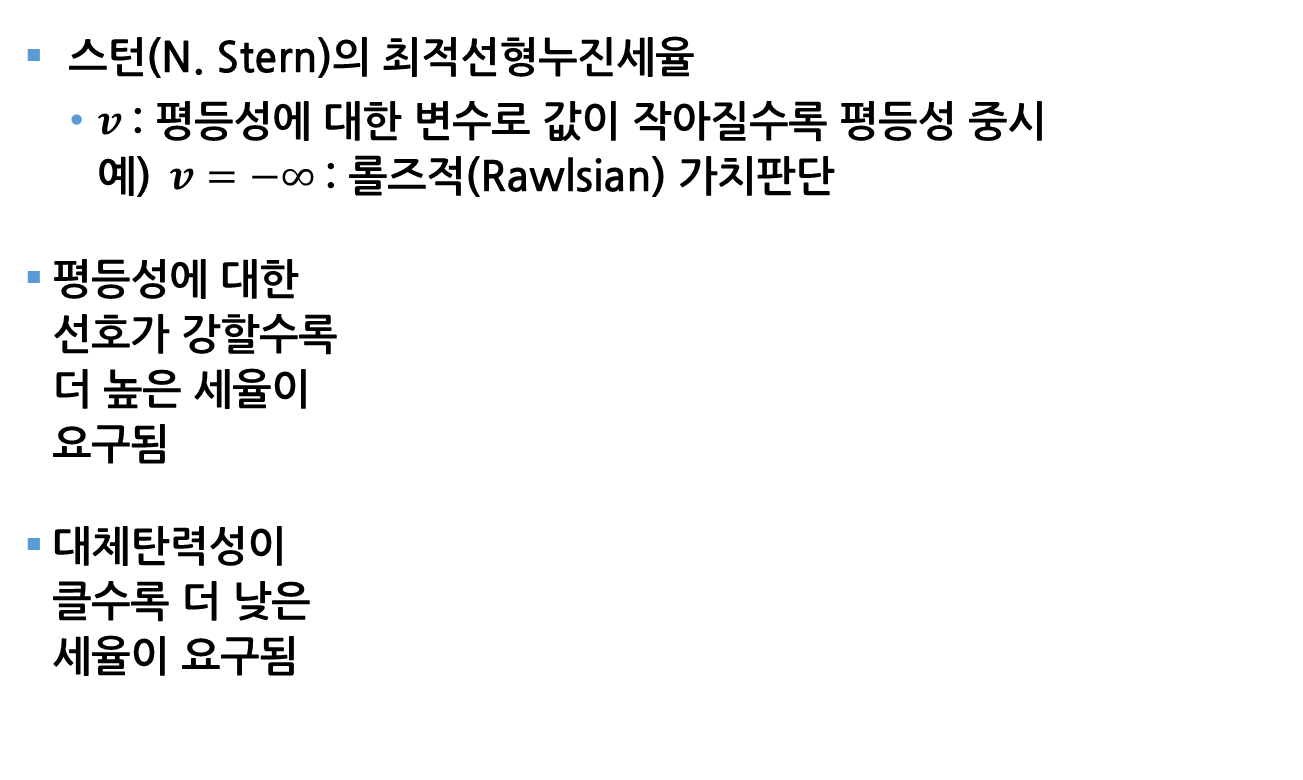 ▪ 스턴(N. Stern)의 최적선형누진세율
• v : 평등성에 대한 변수로 값이 작아질수록 평등성 중시
예) v = −∞ : 롤즈적(Rawlsian) 가치판단
▪ 평등성에 대한
선호가 강할수록
더 높은 세율이
요구됨
▪ 대체탄력성이
클수록 더 낮은
세율이 요구됨